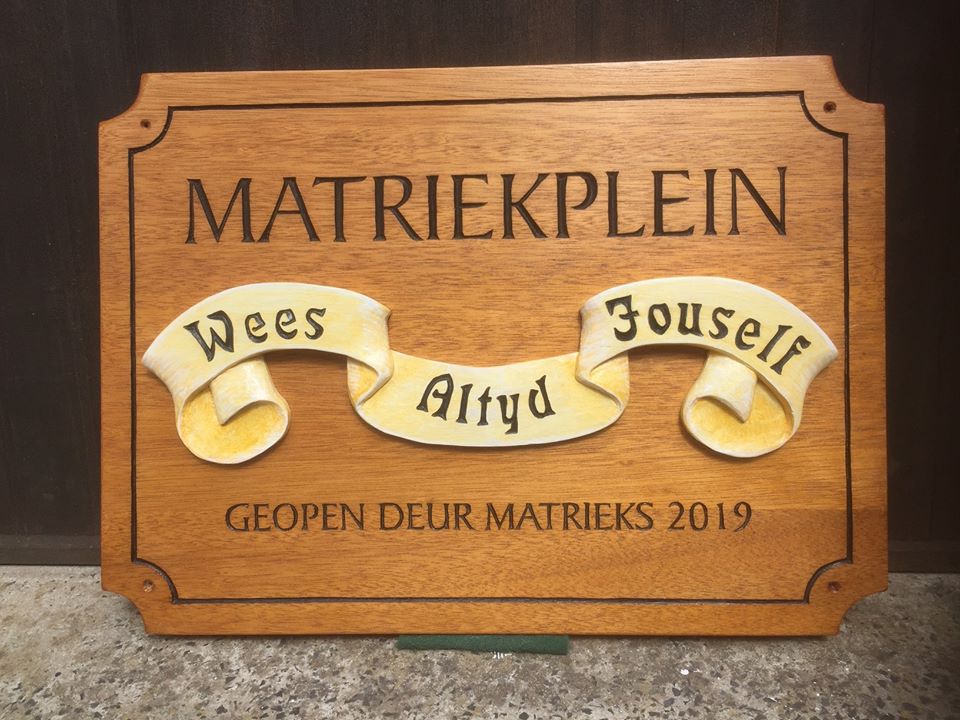 MATRIEKPLEIN
Wees Altyd Jouself
GEOPEN DEUR MATRIEKS 2019